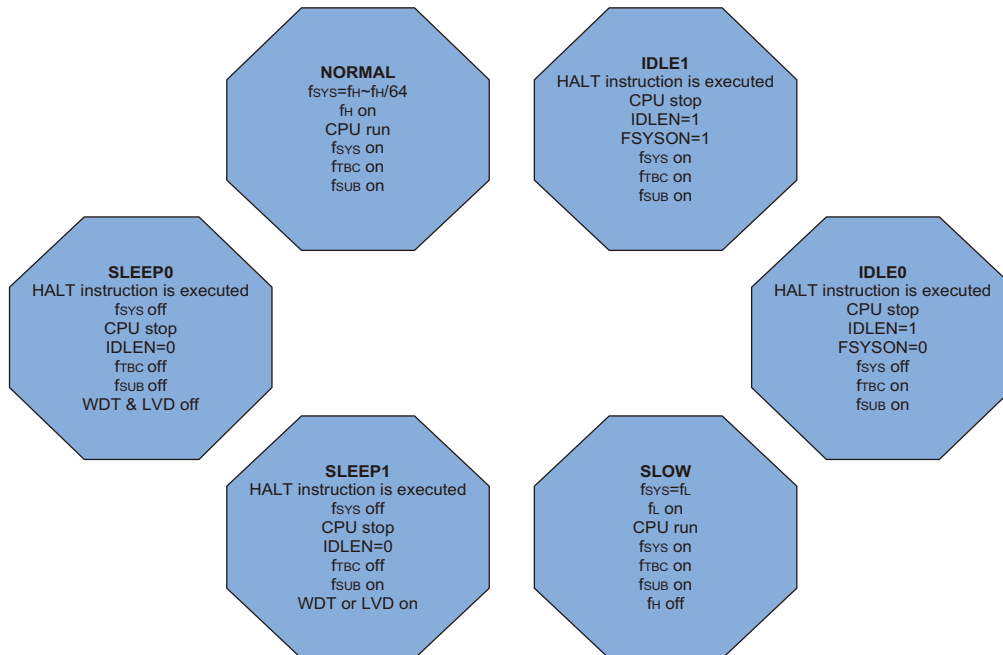 NORMAL
fSYS=fH~fH/64
fH on
CPU run
fSYS on
fTBC on
fSUB on
IDLE1
HALT instruction is executed
CPU stop
IDLEN=1
FSYSON=1
fSYS on
fTBC on
fSUB on
SLEEP0
HALT instruction is executed
fSYS off
CPU stop
IDLEN=0
fTBC off
fSUB off
WDT & LVD off
IDLE0
HALT instruction is executed
CPU stop
IDLEN=1
FSYSON=0
fSYS off
fTBC on
fSUB on
SLEEP1
HALT instruction is executed
fSYS off
CPU stop
IDLEN=0
fTBC off
fSUB on
WDT or LVD on
SLOW
fSYS=fL
fL on
CPU run
fSYS on
fTBC on
fSUB on
fH off